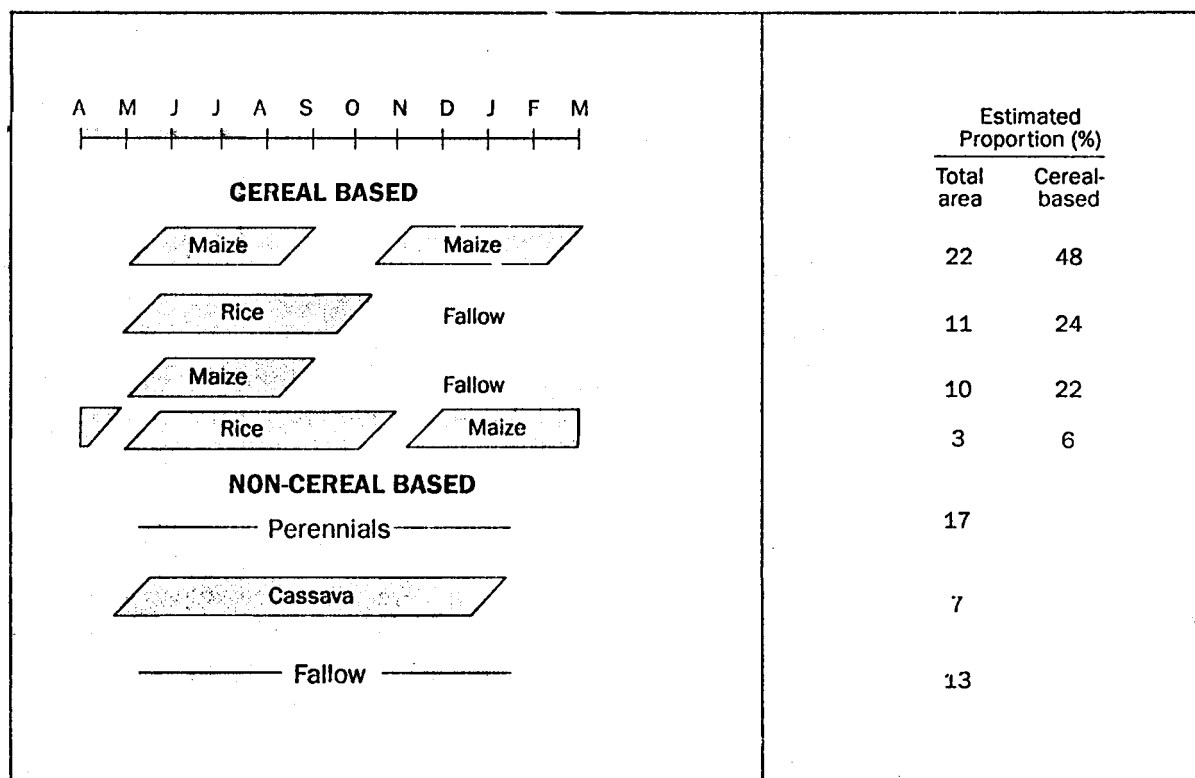 A M J J A S O N D J F M
Estimated
Proportion (%)
Total area Cereal-based
CEREAL BASED
Maize Maize 22 48
Rice Fallow 11 24
Maize Fallow 10 22
Rice Maize 3 6
NON-CEREAL BASED
Perennials 17
Cassava 7
Fallow 13